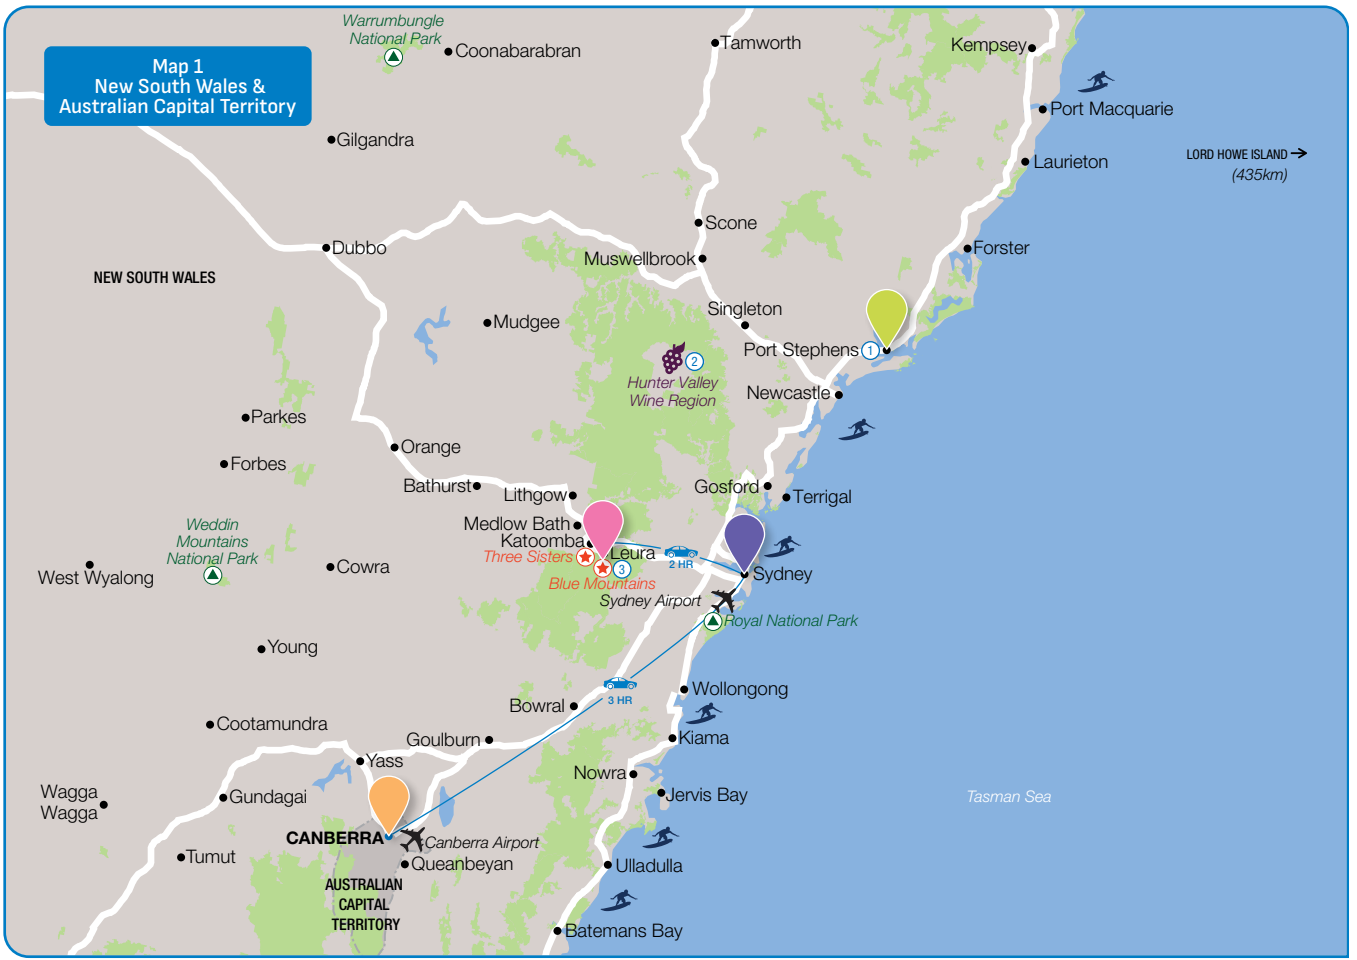 Map 1
New South Wales &
Australian Capital Territory
Warrumbungle
National Park
Coonabarabran
Tamworth
Kempsey
Port Macquarie
Gilgandra
Laurieton
LORD HOWE ISLAND
(435km)
Scone
Dubbo
Forster
Muswellbrook
NEW SOUTH WALES
Singleton
Mudgee
Port Stephens
1
2
Hunter Valley
Wine Region
Newcastle
Parkes
Orange
Forbes
Bathurst
Lithgow
Gosford
Terrigal
Medlow Bath
Katoomba
Weddin
Mountains
National Park
Three Sisters
Leura
2 HR
3
Blue Mountains
Sydney
Cowra
West Wyalong
Sydney Airport
Royal National Park
Young
Wollongong
3 HR
Bowral
Cootamundra
Goulburn
Kiama
Yass
Nowra
Wagga
Wagga
Gundagai
Jervis Bay
Tasman Sea
CANBERRA
Canberra Airport
Tumut
Queanbeyan
Ulladulla
AUSTRALIAN
CAPITAL
TERRITORY
Batemans Bay